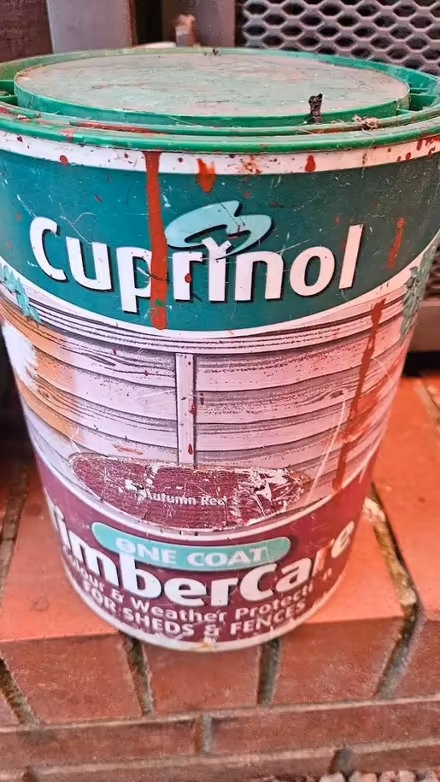 Cuprinol
Autumn Red
ONE COAT
TimberCare
Colour & Weather Protection
FOR SHEDS & FENCES